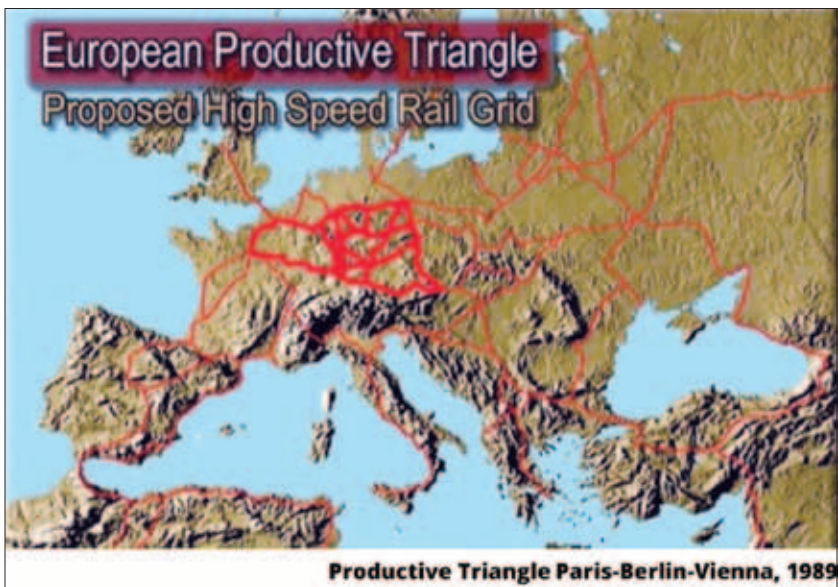 European Productive Triangle
Proposed High Speed Rail Grid
Productive Triangle Paris-Berlin-Vienna, 1989